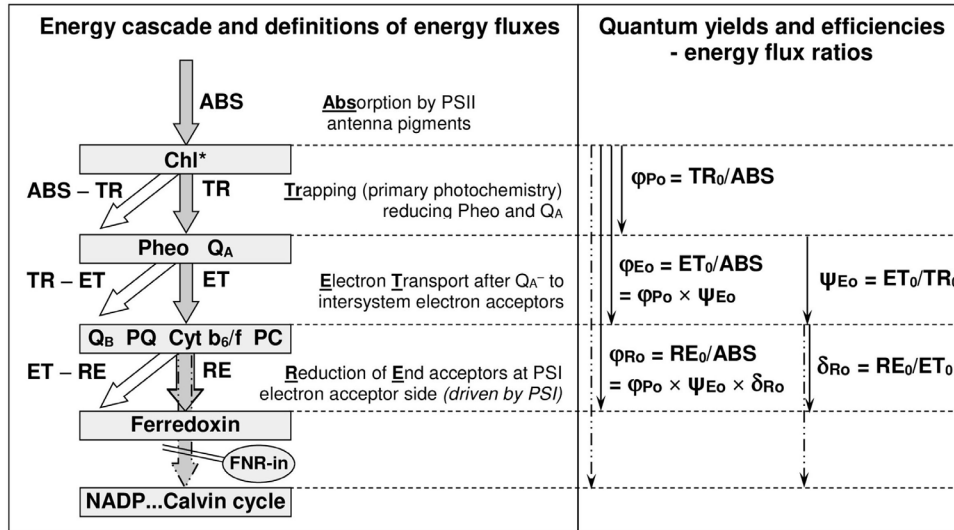 Energy cascade and definitions of energy fluxes
ABS
Absorption by PSII
antenna pigments
Chl*
ABS – TR
TR
Trapping (primary photochemistry)
reducing Pheo and QA
Pheo QA
TR – ET
ET
Electron Transport after QA⁻ to
intersystem electron acceptors
QB PQ Cyt b6/f PC
ET – RE
RE
Reduction of End acceptors at PSI
electron acceptor side (driven by PSI)
Ferredoxin
FNR-in
NADP...Calvin cycle
Quantum yields and efficiencies
- energy flux ratios
φPo = TR0/ABS
φEo = ET0/ABS
= φPo × ΨEo
ψEo = ET0/TR0
φRo = RE0/ABS
= φPo × ψEo × δRo
δRo = RE0/ET0